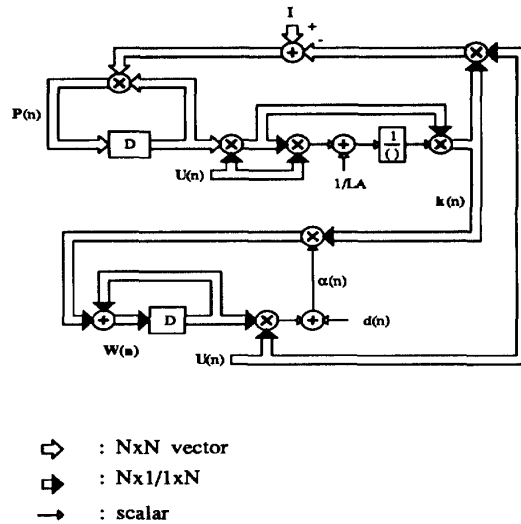 I
+
-
P(n)
D
U(n)
1/LA
1
( )
k(n)
α(n)
D
W(n)
d(n)
U(n)
: NxN vector
: Nx1/1xN
: scalar